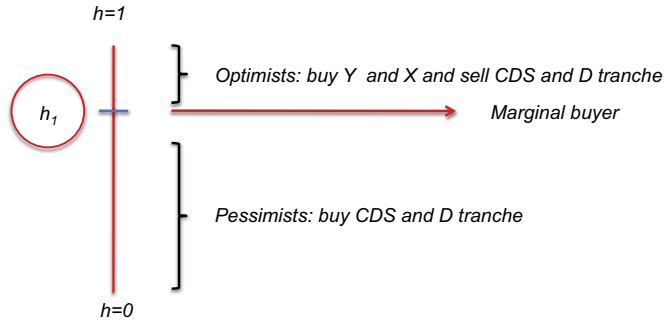 h=1
Optimists: buy Y and X and sell CDS and D tranche
h1
Marginal buyer
Pessimists: buy CDS and D tranche
h=0